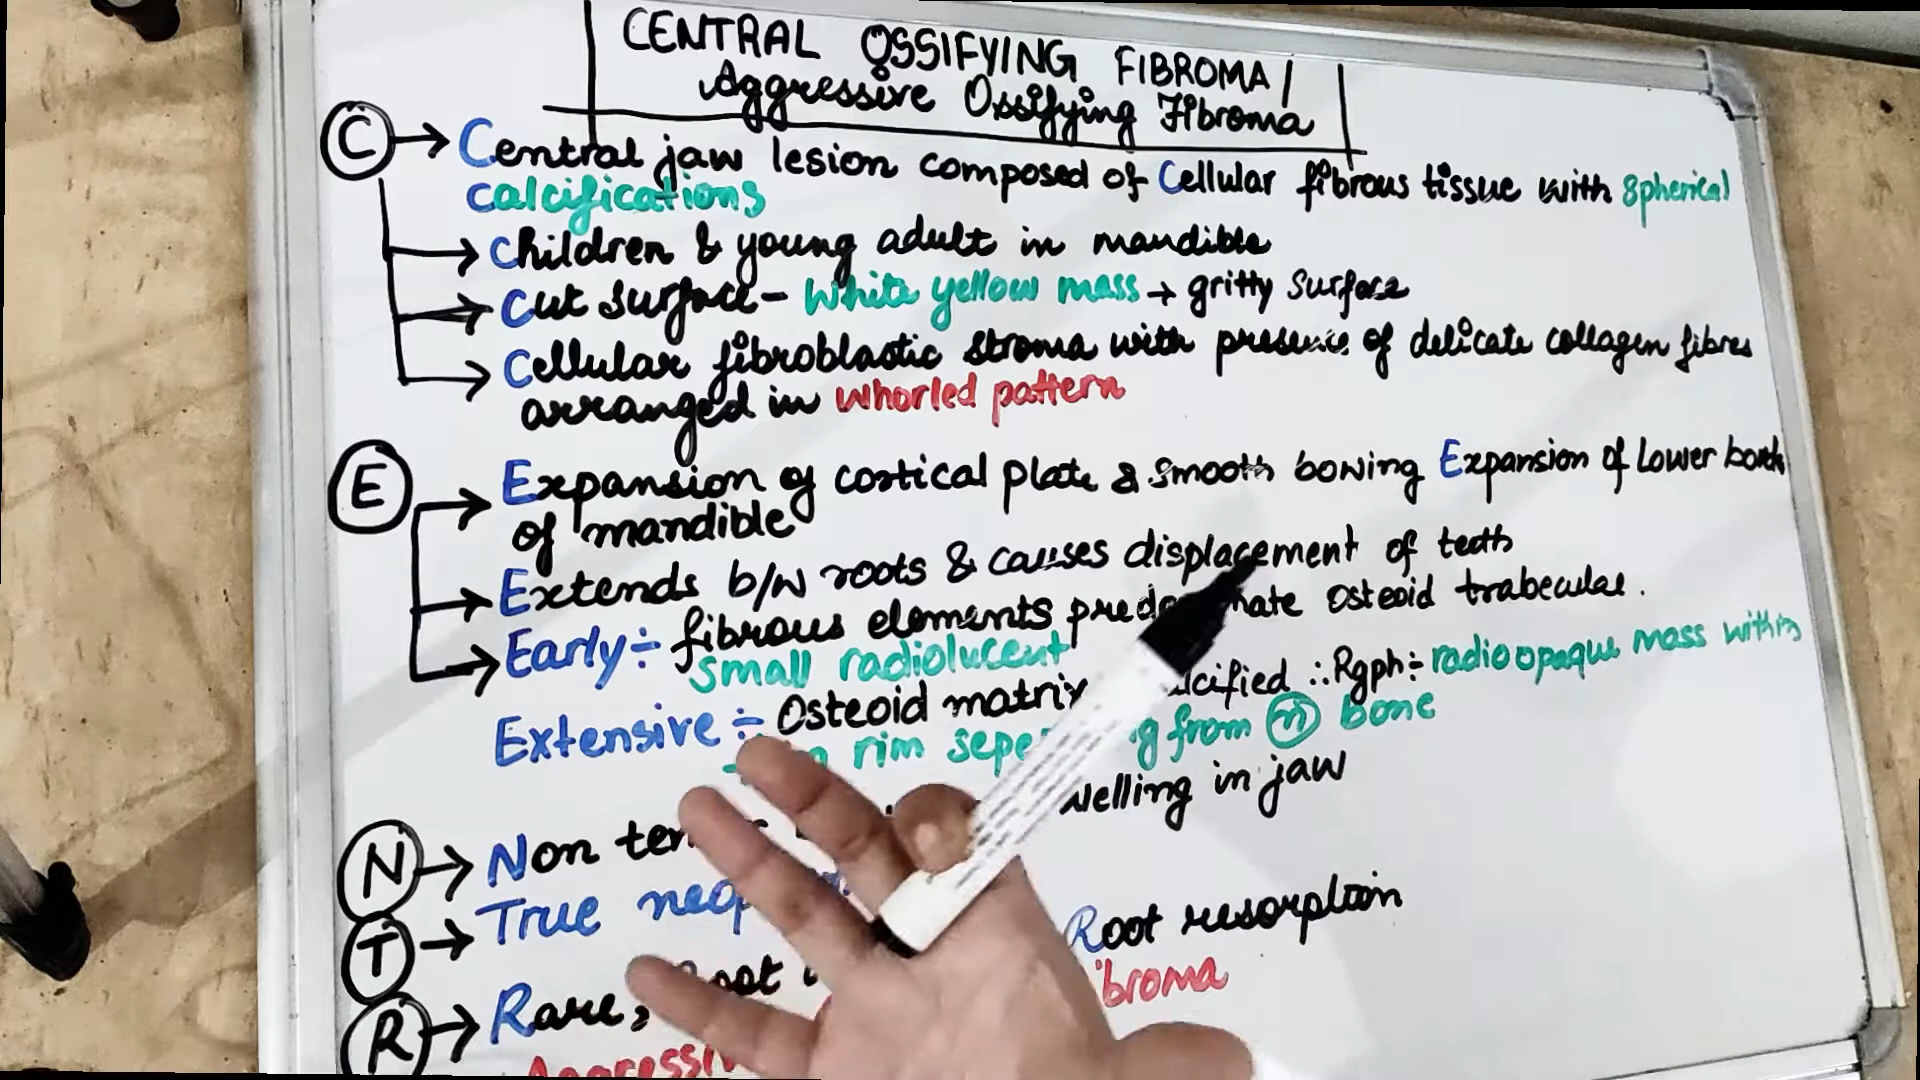 CENTRAL OSSIFYING FIBROMA/
Aggressive Ossifying Fibroma
C → Central jaw lesion composed of Cellular fibrous tissue with spherical
calcifications
→ Children & young adult in mandible
→ Cut surface - White yellow mass → gritty surface
→ Cellular fibroblastic stroma with presence of delicate collagen fibres
arranged in whorled pattern
E → Expansion of cortical plate & smooth bowing Expansion of Lower
of mandible
→ Extends b/w roots & causes displacement of teeth
→ Early ÷ fibrous elements osteoid trabeculae.
small radiolucent
Extensive ÷ Osteoid matrix ∴ Rgph ÷ radioopaque mass within
rim from n bone
N → Non in jaw
T → True
R → Rare, Root resorption